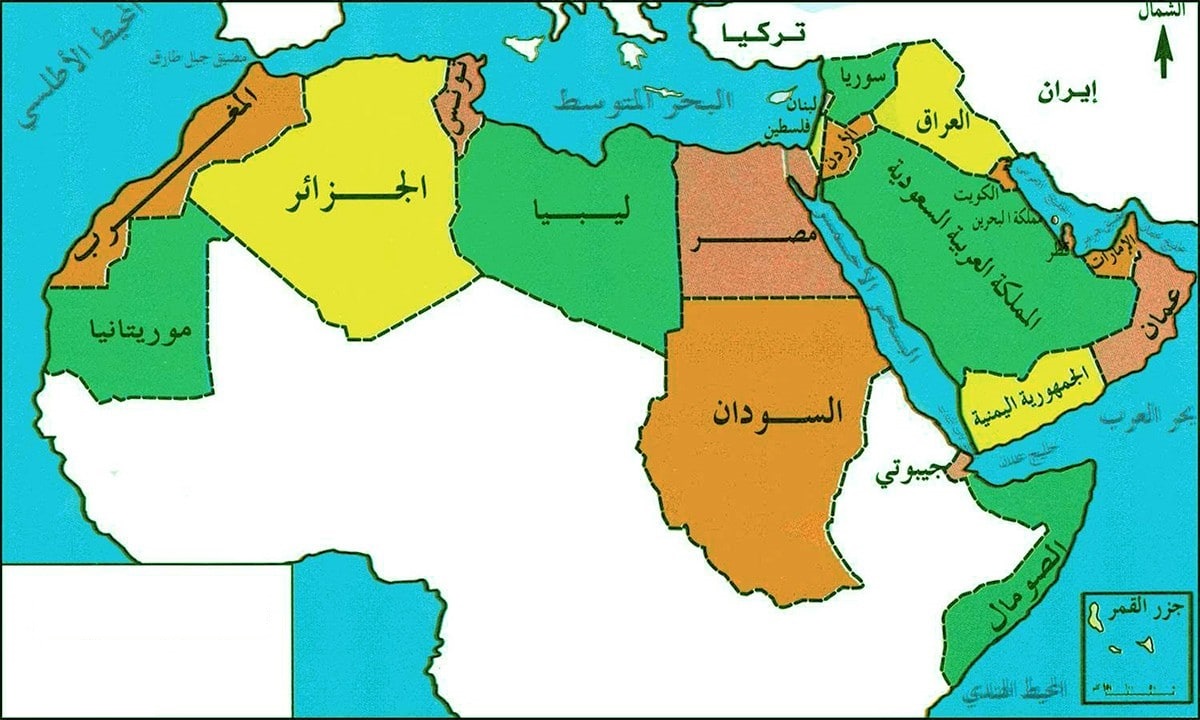 الشمال
المحيط الأطلسي
مضيق جبل طارق
تركيا
إيران
البحر المتوسط
سوريا
لبنان
فلسطين
العراق
الأردن
تونس
المغرب
الجزائر
ليبيا
مصر
الكويت
مملكة البحرين
قطر
الإمارات
المملكة العربية السعودية
عمان
البحر الأحمر
موريتانيا
السودان
الجمهورية اليمنية
بحر العرب
خليج عدن
جيبوتي
الصومال
جزر القمر
المحيط الهندي